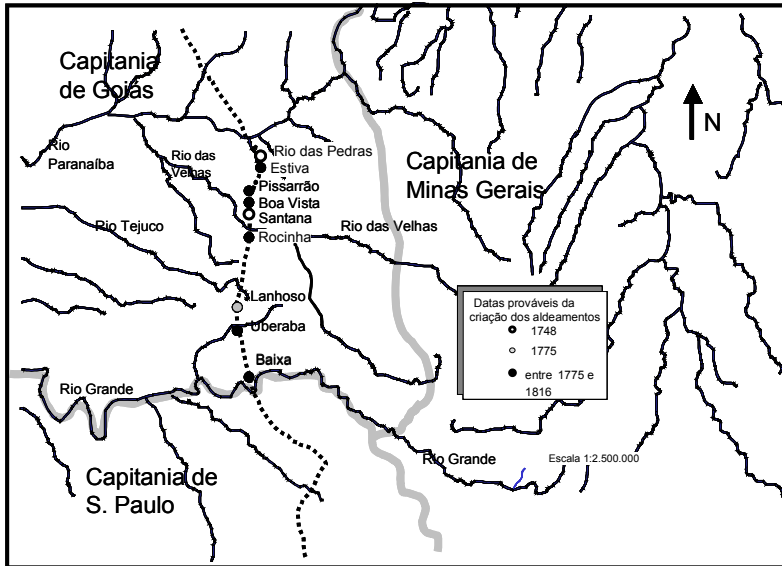 Capitania
de Goiás
N
Rio
Paranaíba
Rio das
Velhas
Rio das Pedras
Estiva
Capitania de
Minas Gerais
Pissarrão
Boa Vista
Santana
Rio Tejuco
Rio das Velhas
Rocinha
Lanhoso
Uberaba
Datas prováveis da
criação dos aldeamentos
1748
1775
entre 1775 e
1816
Baixa
Rio Grande
Rio Grande
Escala 1:2.500.000
Capitania de
S. Paulo